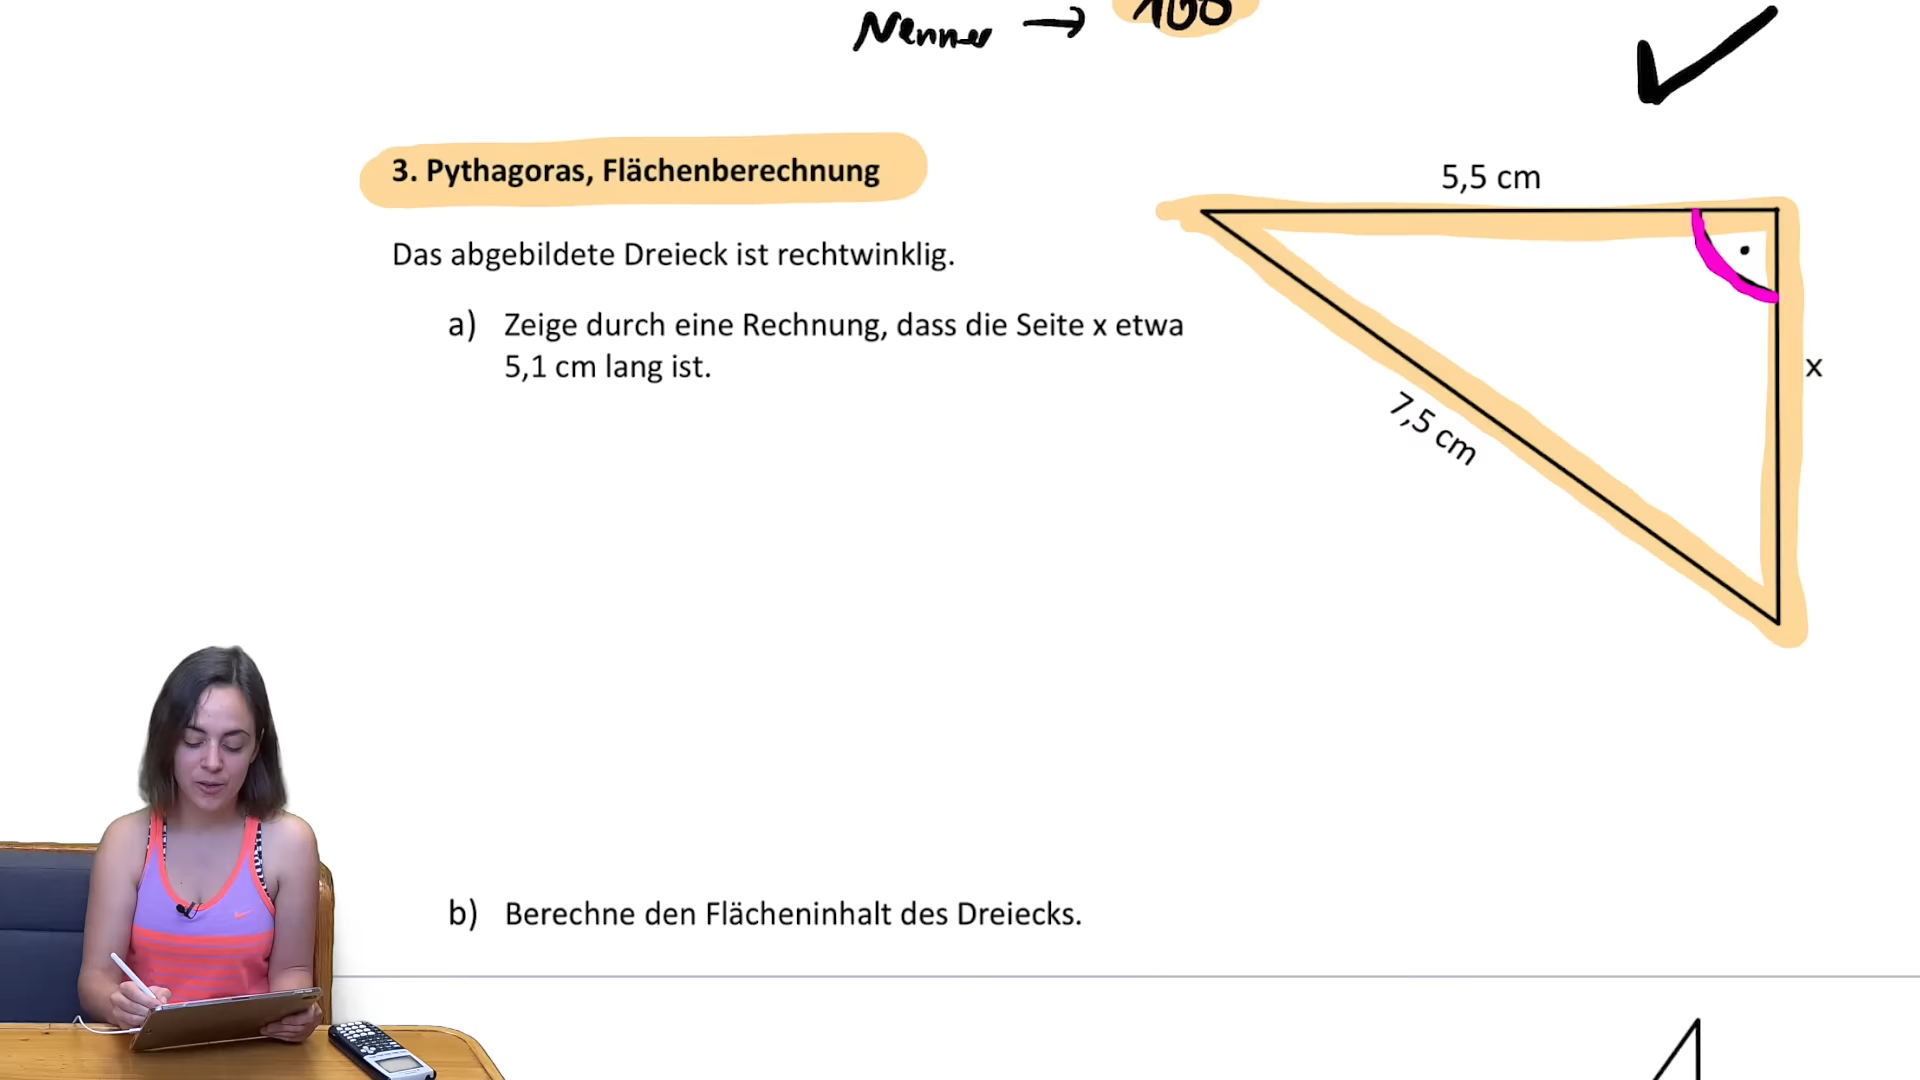 Nenner → 100
3. Pythagoras, Flächenberechnung
5,5 cm
Das abgebildete Dreieck ist rechtwinklig.
a) Zeige durch eine Rechnung, dass die Seite x etwa
5,1 cm lang ist.
x
7,5 cm
b) Berechne den Flächeninhalt des Dreiecks.